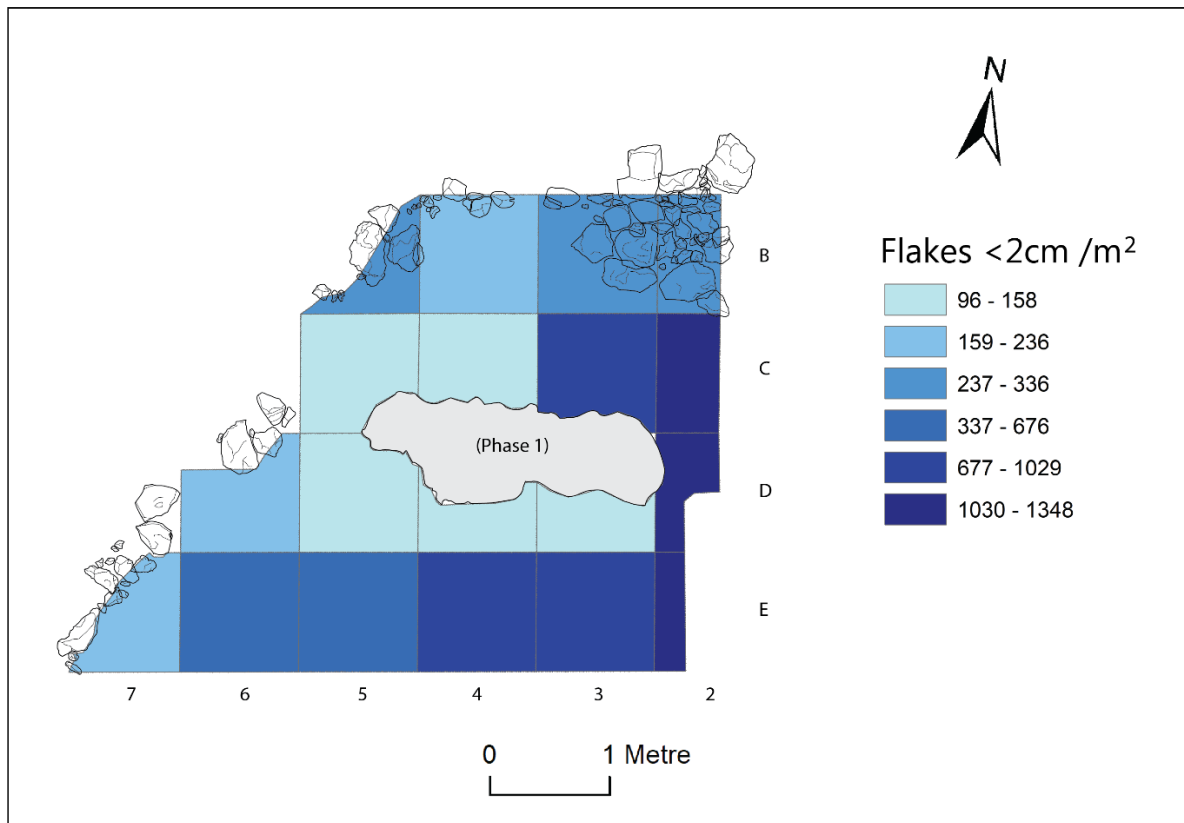 N
B
C
(Phase 1)
D
E
7 6 5 4 3 2
0 1 Metre
Flakes <2cm /m²
96 - 158
159 - 236
237 - 336
337 - 676
677 - 1029
1030 - 1348